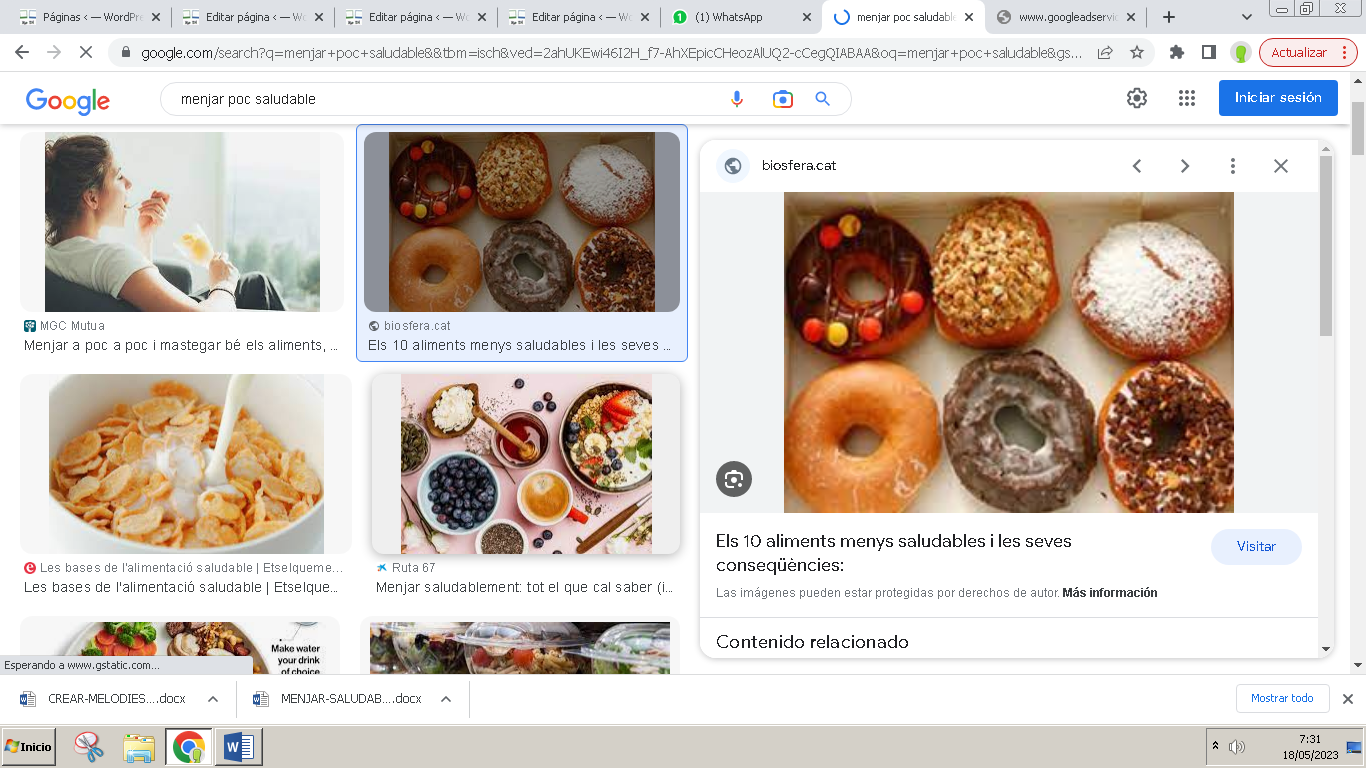 Páginas ‹ — WordPre
Editar página ‹ — Wo
Editar página ‹ — Wo
Editar página ‹ — Wo
(1) WhatsApp
menjar poc saludable
www.googleadservic
google.com/search?q=menjar+poc+saludable&&tbm=isch&ved=2ahUKEwi46I2H_f7-AhXEpicCHeozAlUQ2-cCegQIABAA&oq=menjar+poc+saludable&gs...
Actualizar
Google
menjar poc saludable
Iniciar sesión
MGC Mutua
Menjar a poc a poc i mastegar bé els aliments, ...
biosfera.cat
Els 10 aliments menys saludables i les seves ...
Les bases de l'alimentació saludable | Etselqueme...
Les bases de l'alimentació saludable | Etselque...
Ruta 67
Menjar saludablement: tot el que cal saber (i...
Make water
your drink
of choice
biosfera.cat
Els 10 aliments menys saludables i les seves
conseqüències:
Visitar
Las imágenes pueden estar protegidas por derechos de autor. Más información
Contenido relacionado
Esperando a www.gstatic.com...
CREAR-MELODIES....docx
MENJAR-SALUDAB....docx
Mostrar todo
Inicio
7:31
18/05/2023